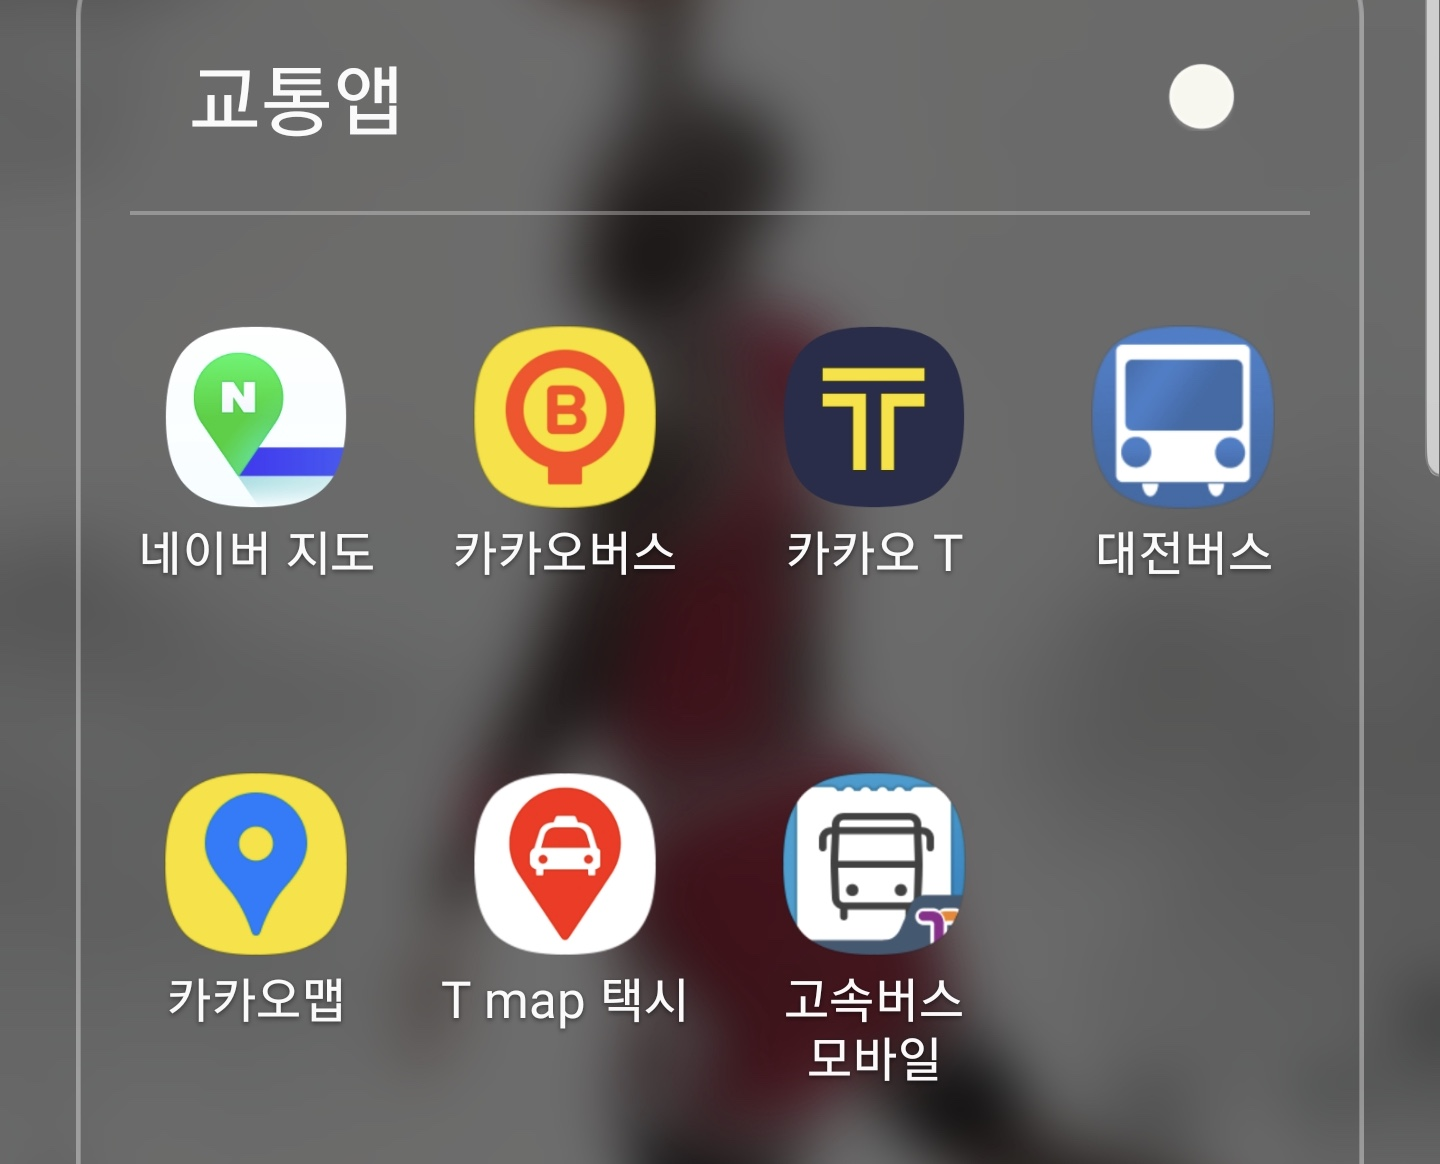 교통앱
N
B
T
네이버 지도
카카오버스
카카오 T
대전버스
카카오맵
T map 택시
고속버스
모바일